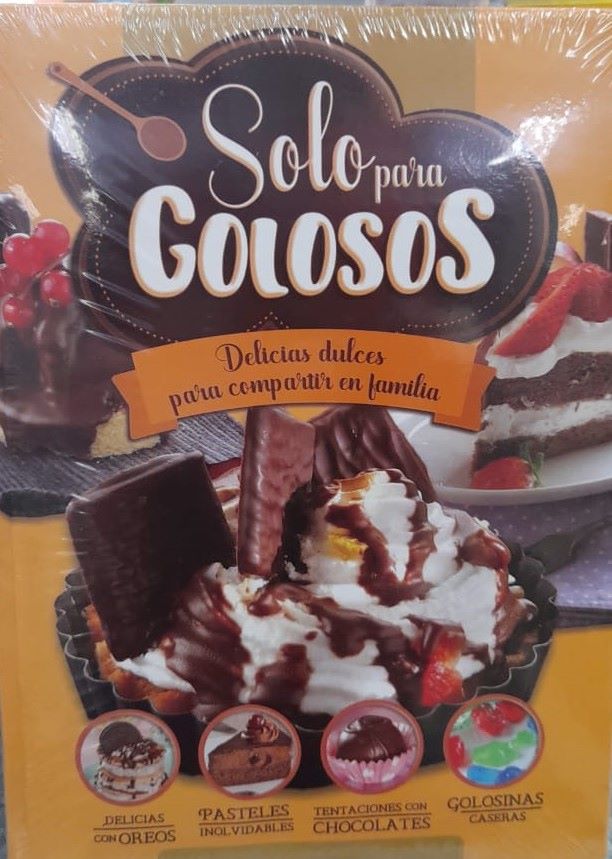 Solo para
GOLOSOS
Delicias dulces
para compartir en familia
DELICIAS
CON OREOS
PASTELES
INOLVIDABLES
TENTACIONES CON
CHOCOLATES
GOLOSINAS
CASERAS